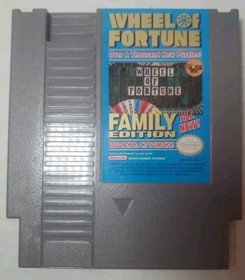 WHEEL OF
FORTUNE
Over A Thousand New Puzzles!
WHEEL
OF
FORTUNE
FAMILY
EDITION
ALL
NEW!